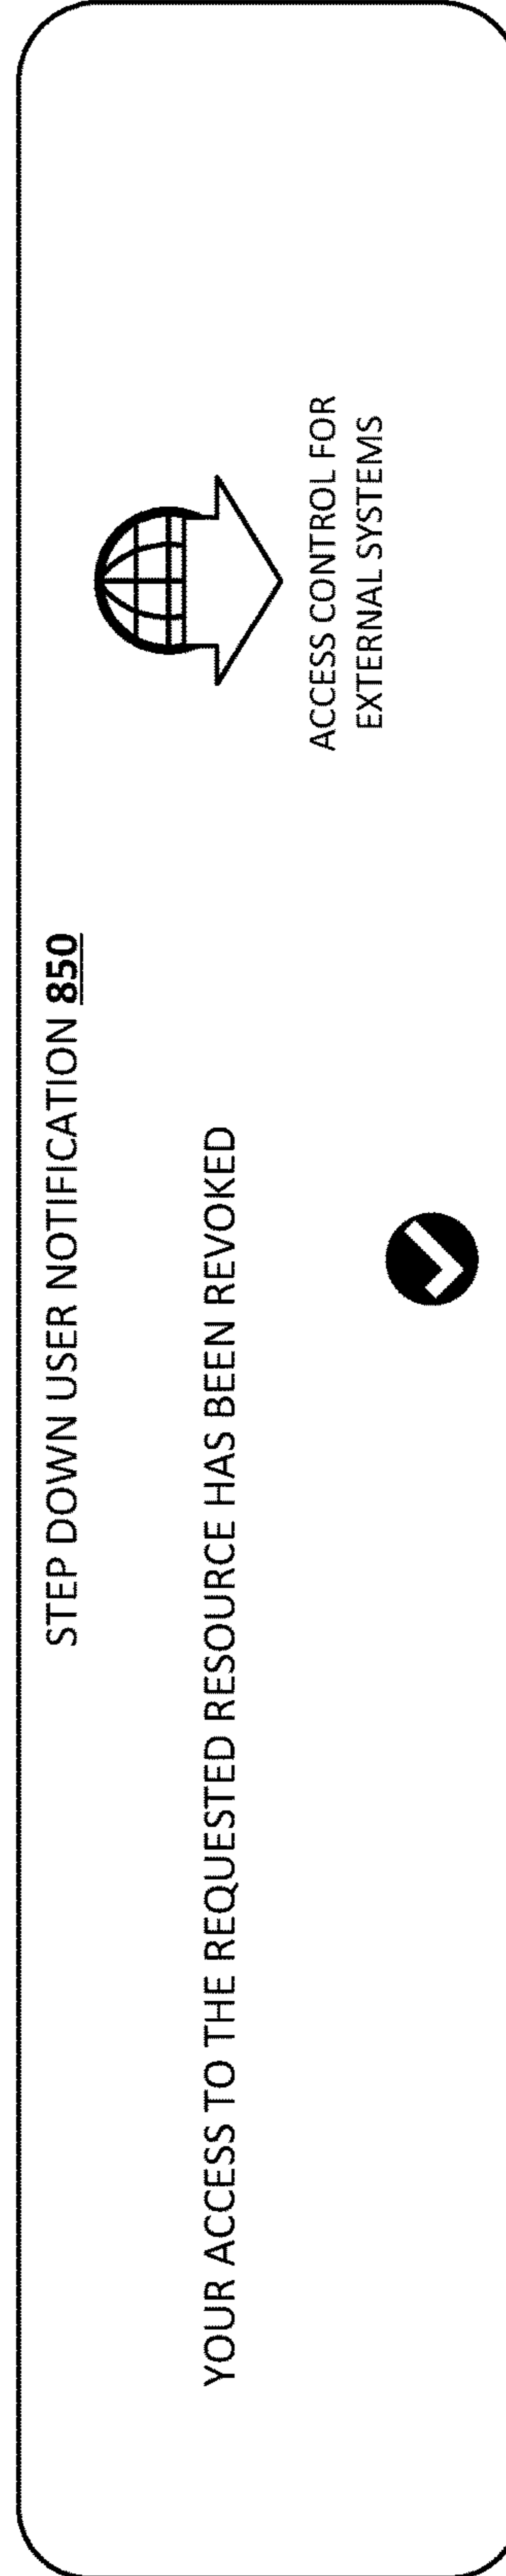 STEP DOWN USER NOTIFICATION 850
YOUR ACCESS TO THE REQUESTED RESOURCE HAS BEEN REVOKED
ACCESS CONTROL FOR
EXTERNAL SYSTEMS